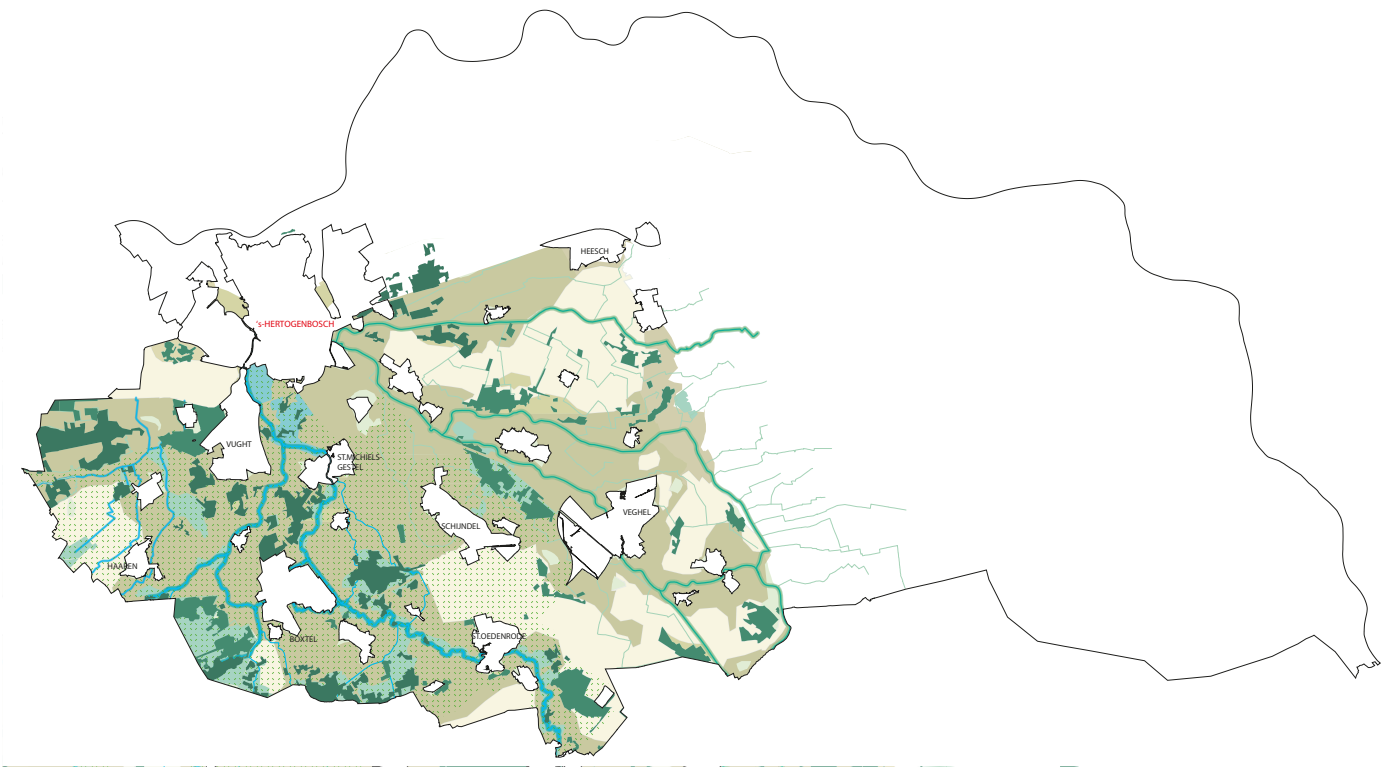 HEESCH
's-HERTOGENBOSCH
VUGHT
ST.MICHIELS-
GESTEL
VEGHEL
SCHIJNDEL
HAAREN
BOXTEL
ST.OEDENRODE